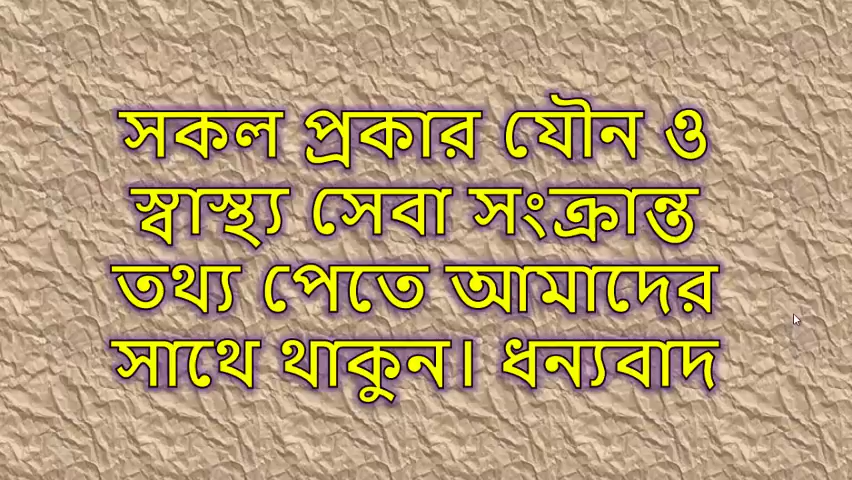 সকল প্রকার যৌন ও
স্বাস্থ্য সেবা সংক্রান্ত
তথ্য পেতে আমাদের
সাথে থাকুন। ধন্যবাদ